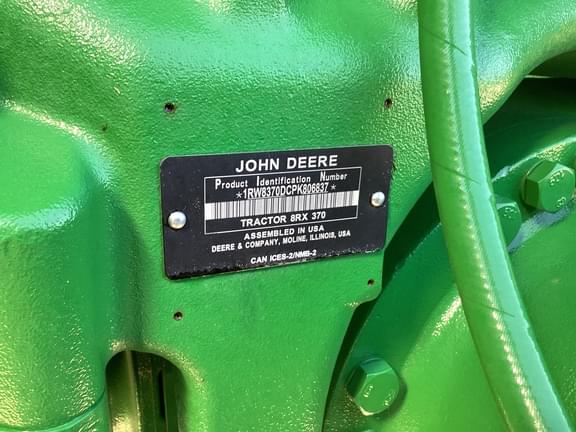 JOHN DEERE
Product Identification Number
*1RW8370DCPK806837*
TRACTOR 8RX 370
ASSEMBLED IN USA
DEERE & COMPANY, MOLINE, ILLINOIS, USA
CAN ICES-2/NMB-2